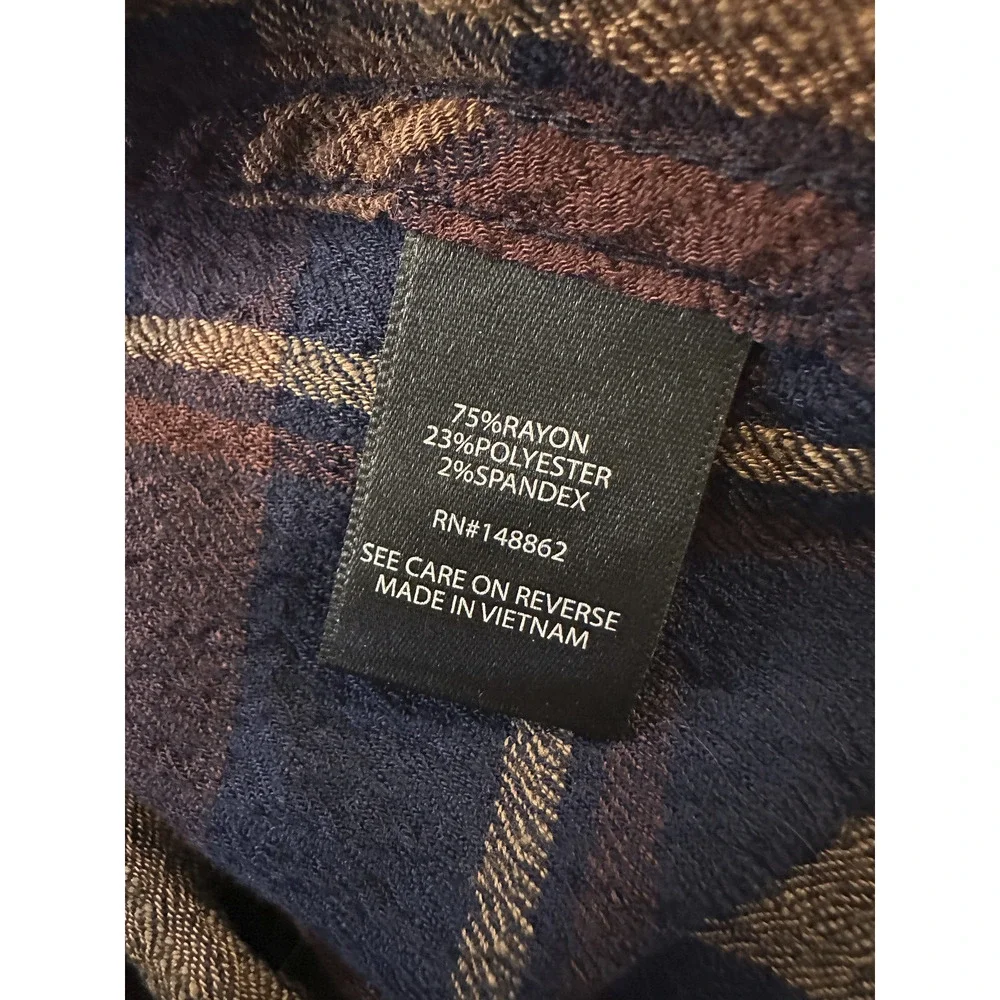 75%RAYON
23%POLYESTER
2%SPANDEX
RN#148862
SEE CARE ON REVERSE
MADE IN VIETNAM